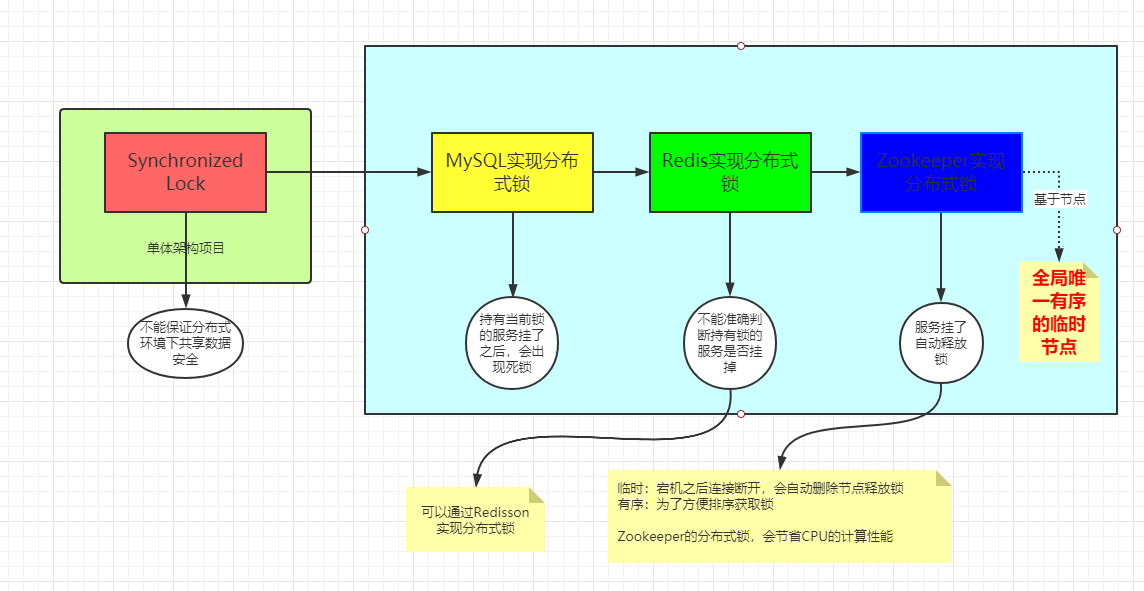 Synchronized
Lock
单体架构项目
不能保证分布式
环境下共享数据
安全
MySQL实现分布
式锁
Redis实现分布式
锁
Zookeeper实现
分布式锁
基于节点
全局唯
一有序
的临时
节点
持有当前锁
的服务挂了
之后，会出
现死锁
不能准确判
断持有锁的
服务是否挂
掉
服务挂了
自动释放
锁
可以通过Redisson
实现分布式锁
临时：宕机之后连接断开，会自动删除节点释放锁
有序：为了方便排序获取锁
Zookeeper的分布式锁，会节省CPU的计算性能